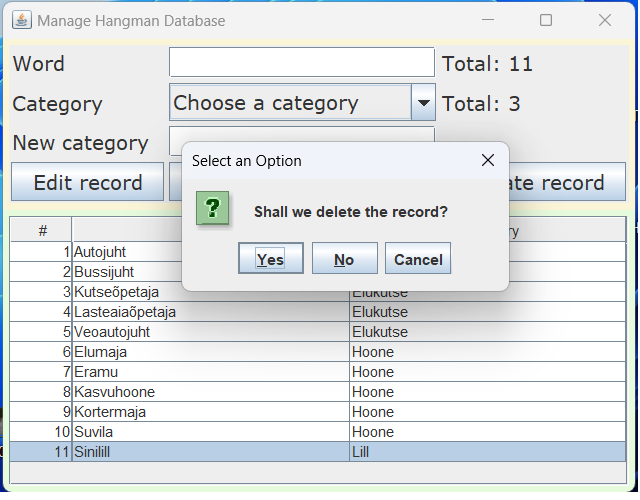 Manage Hangman Database
Word Total: 11
Category Choose a category Total: 3
New category
Select an Option
Edit record ate record
? Shall we delete the record?
Yes No Cancel
# ry
1 Autojuht
2 Bussijuht
3 Kutseõpetaja Elukutse
4 Lasteaiaõpetaja Elukutse
5 Veoautojuht Elukutse
6 Elumaja Hoone
7 Eramu Hoone
8 Kasvuhoone Hoone
9 Kortermaja Hoone
10 Suvila Hoone
11 Sinilill Lill